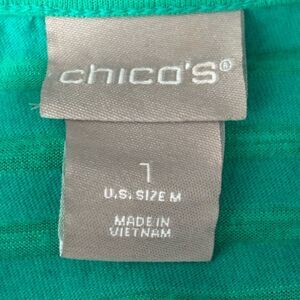 chico's®
1
U.S. SIZE M
MADE IN
VIETNAM